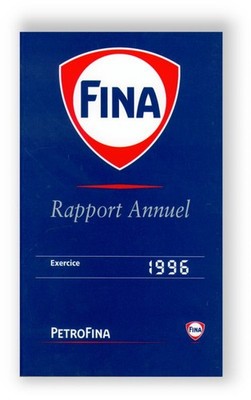 FINA
Rapport Annuel
Exercice 1996
PETROFINA FINA